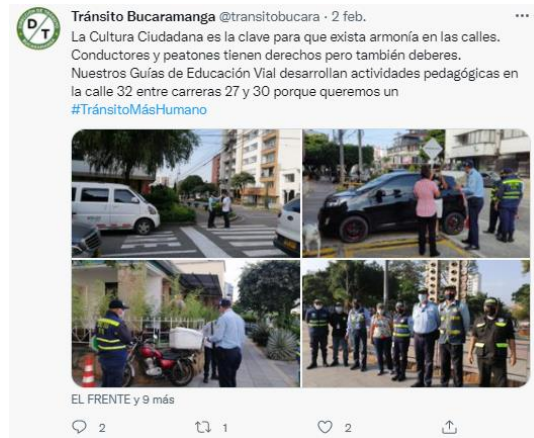 Tránsito Bucaramanga @transitobucara · 2 feb.
La Cultura Ciudadana es la clave para que exista armonía en las calles.
Conductores y peatones tienen derechos pero también deberes.
Nuestros Guías de Educación Vial desarrollan actividades pedagógicas en
la calle 32 entre carreras 27 y 30 porque queremos un
#TránsitoMásHumano
D/T
EL FRENTE y 9 más
2 1 2